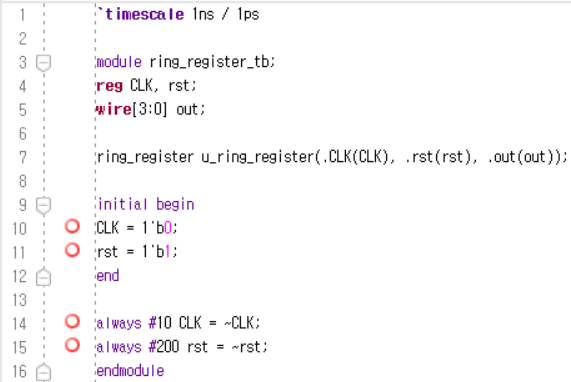 1 `timescale 1ns / 1ps
2
3 module ring_register_tb;
4 reg CLK, rst;
5 wire[3:0] out;
6
7 ring_register u_ring_register(.CLK(CLK), .rst(rst), .out(out));
8
9 initial begin
10 CLK = 1'b0;
11 rst = 1'b1;
12 end
13
14 always #10 CLK = ~CLK;
15 always #200 rst = ~rst;
16 endmodule